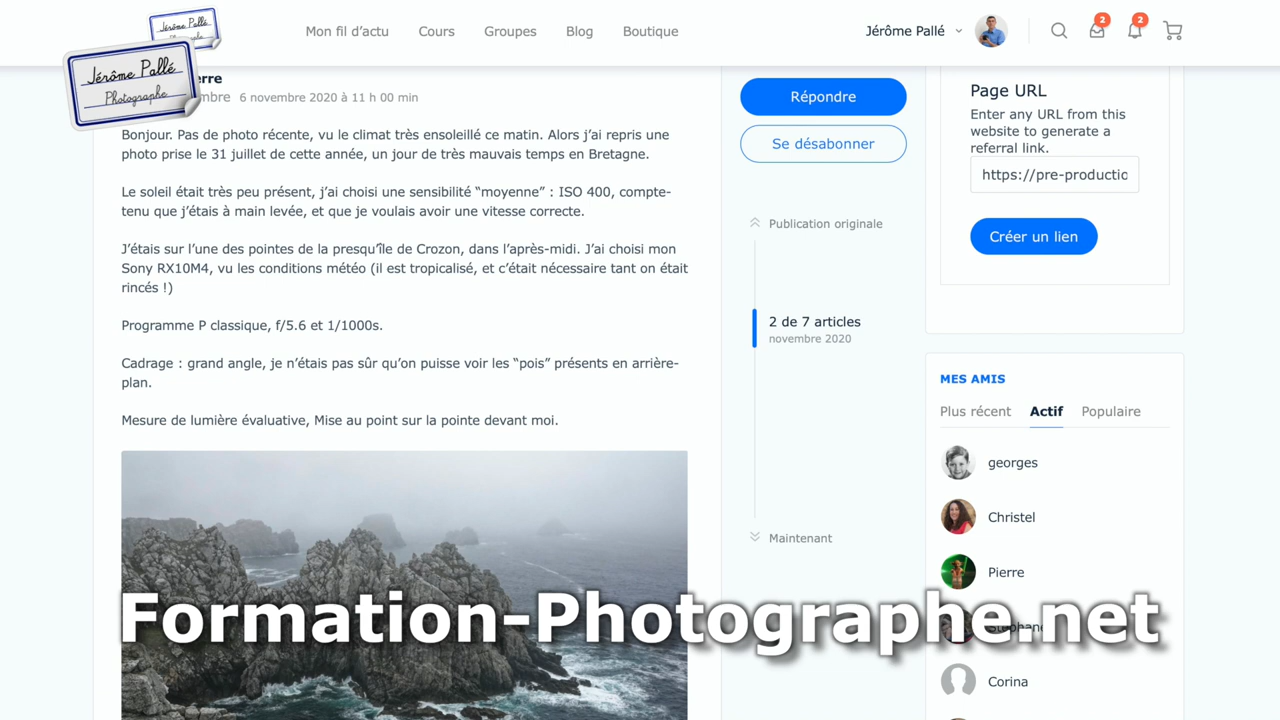 Jérôme Pallé
Photographe
Jérôme Pallé
Photographe
Mon fil d’actu
Cours
Groupes
Blog
Boutique
Jérôme Pallé
2
2
6 novembre 2020 à 11 h 00 min
Bonjour. Pas de photo récente, vu le climat très ensoleillé ce matin. Alors j’ai repris une
photo prise le 31 juillet de cette année, un jour de très mauvais temps en Bretagne.
Le soleil était très peu présent, j’ai choisi une sensibilité “moyenne” : ISO 400, compte-
tenu que j’étais à main levée, et que je voulais avoir une vitesse correcte.
J’étais sur l’une des pointes de la presqu’île de Crozon, dans l’après-midi. J’ai choisi mon
Sony RX10M4, vu les conditions météo (il est tropicalisé, et c’était nécessaire tant on était
rincés !)
Programme P classique, f/5.6 et 1/1000s.
Cadrage : grand angle, je n’étais pas sûr qu’on puisse voir les “pois” présents en arrière-
plan.
Mesure de lumière évaluative, Mise au point sur la pointe devant moi.
Répondre
Se désabonner
Publication originale
2 de 7 articles
novembre 2020
Maintenant
Page URL
Enter any URL from this
website to generate a
referral link.
https://pre-productio
Créer un lien
MES AMIS
Plus récent
Actif
Populaire
georges
Christel
Pierre
Corina
Formation-Photographe.net